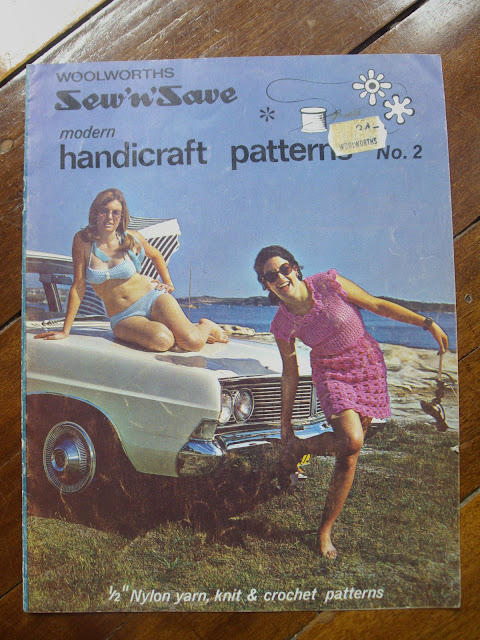 WOOLWORTHS
Sew'n'Save
modern
handicraft patterns No. 2
WOOLWORTHS
½" Nylon yarn, knit & crochet patterns